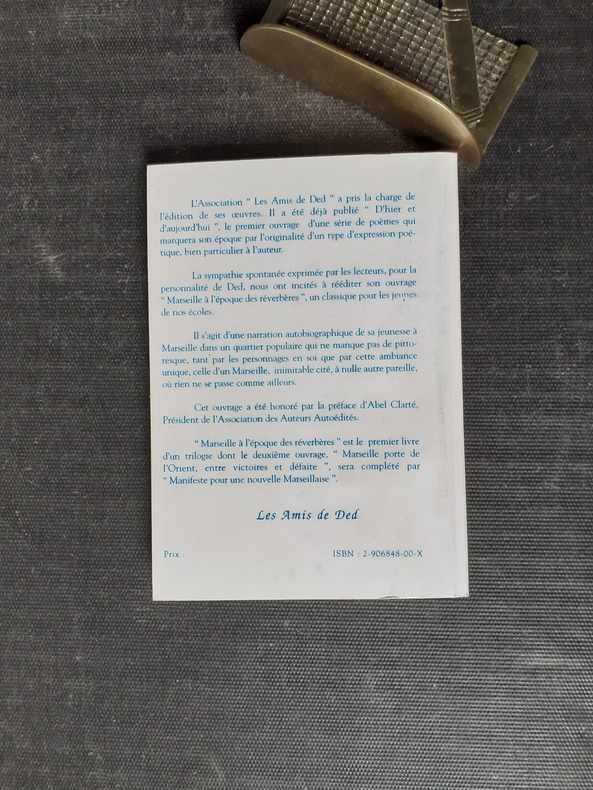 L'Association " Les Amis de Ded " a pris la charge de
l'édition de ses œuvres. Il a été déjà publié " D'hier et
d'aujourd'hui ", le premier ouvrage d'une série de poèmes qui
marquera son époque par l'originalité d'un type d'expression poé-
tique, bien particulier à l'auteur.
La sympathie spontanée exprimée par les lecteurs, pour la
personnalité de Ded, nous ont incités à rééditer son ouvrage
" Marseille à l'époque des réverbères ", un classique pour les jeunes
de nos écoles.
Il s'agit d'une narration autobiographique de sa jeunesse à
Marseille dans un quartier populaire qui ne manque pas de pitto-
resque, tant par les personnages en soi que par cette ambiance
unique, celle d'un Marseille, inimitable cité, à nulle autre pareille,
où rien ne se passe comme ailleurs.
Cet ouvrage a été honoré par la préface d'Abel Clarté,
Président de l'Association des Auteurs Autoédités.
" Marseille à l'époque des réverbères " est le premier livre
d'un trilogie dont le deuxième ouvrage, " Marseille porte de
l'Orient, entre victoires et défaite ", sera complété par
" Manifeste pour une nouvelle Marseillaise ".
Les Amis de Ded
Prix : ISBN : 2-906848-00-X